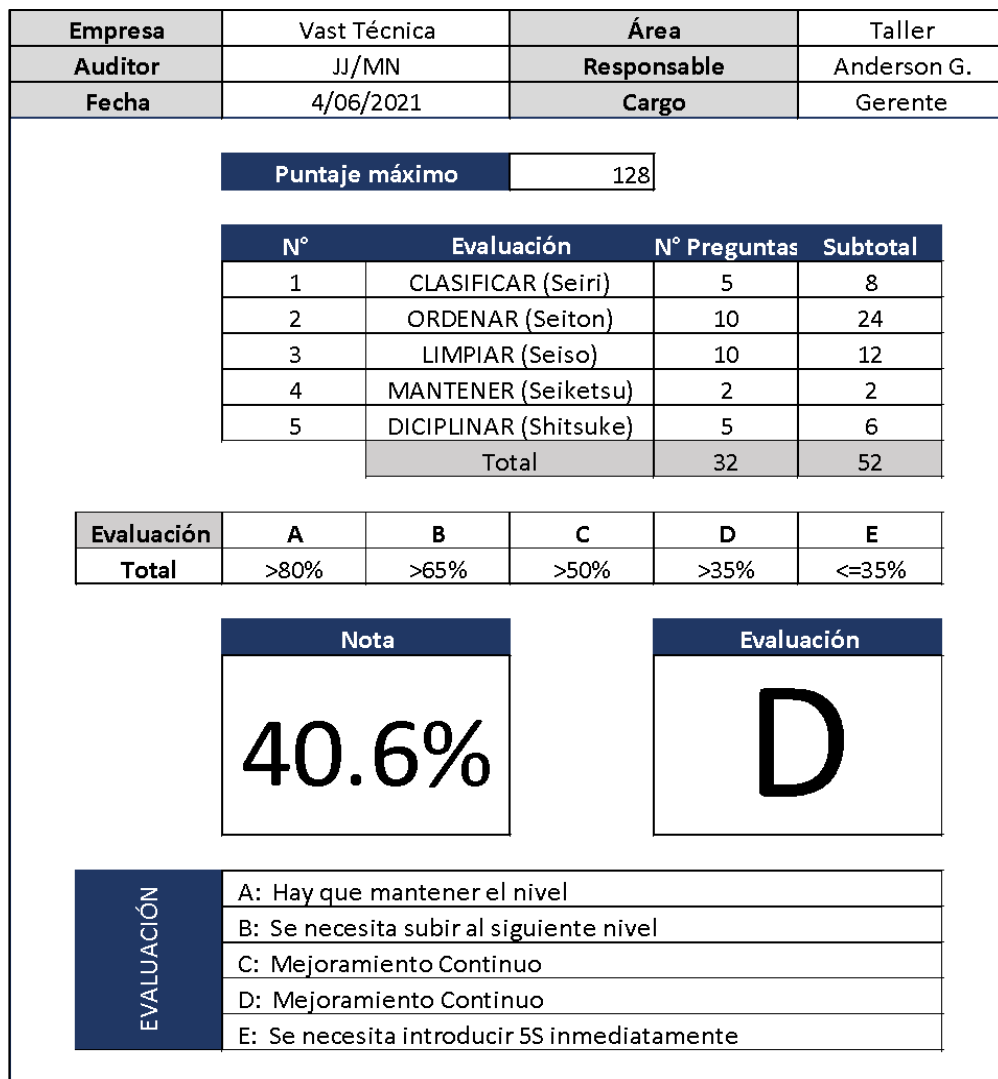 Empresa Vast Técnica Área Taller
Auditor JJ/MN Responsable Anderson G.
Fecha 4/06/2021 Cargo Gerente
Puntaje máximo 128
N° Evaluación N° Preguntas Subtotal
1 CLASIFICAR (Seiri) 5 8
2 ORDENAR (Seiton) 10 24
3 LIMPIAR (Seiso) 10 12
4 MANTENER (Seiketsu) 2 2
5 DICIPLINAR (Shitsuke) 5 6
Total 32 52
Evaluación A B C D E
Total >80% >65% >50% >35% <=35%
Nota Evaluación
40.6% D
EVALUACIÓN
A: Hay que mantener el nivel
B: Se necesita subir al siguiente nivel
C: Mejoramiento Continuo
D: Mejoramiento Continuo
E: Se necesita introducir 5S inmediatamente